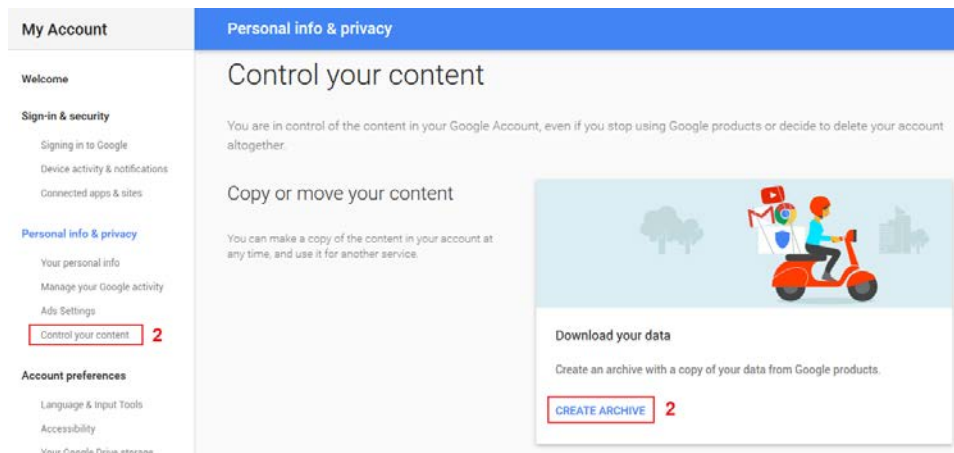 My Account
Personal info & privacy
Welcome
Sign-in & security
Signing in to Google
Device activity & notifications
Connected apps & sites
Personal info & privacy
Your personal info
Manage your Google activity
Ads Settings
Control your content 2
Account preferences
Language & Input Tools
Accessibility
Your Google Drive storage
Control your content
You are in control of the content in your Google Account, even if you stop using Google products or decide to delete your account
altogether.
Copy or move your content
You can make a copy of the content in your account at
any time, and use it for another service.
Download your data
Create an archive with a copy of your data from Google products.
CREATE ARCHIVE 2